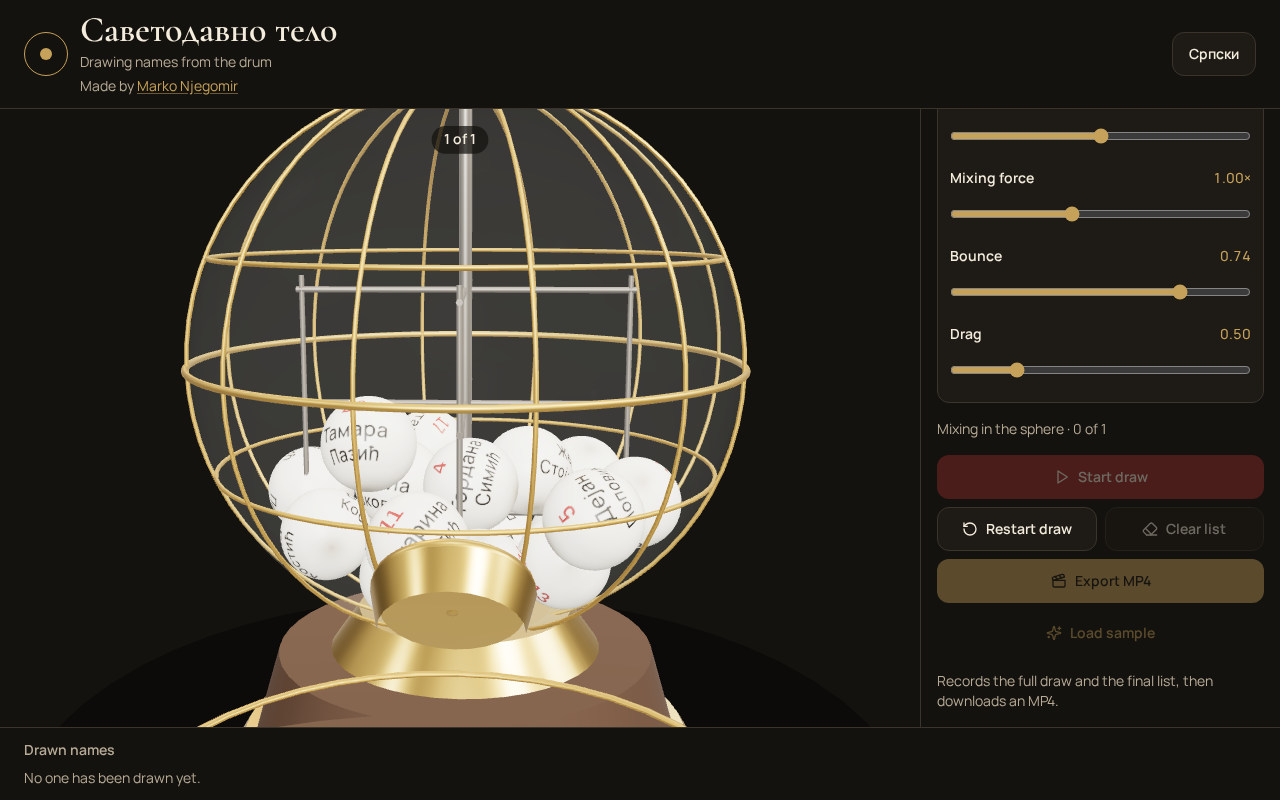 Саветодавно тело
Drawing names from the drum
Made by Marko Njegomir
Српски
1 of 1
Mixing force
1.00×
Bounce
0.74
Drag
0.50
Mixing in the sphere · 0 of 1
Start draw
Restart draw
Clear list
Export MP4
Load sample
Records the full draw and the final list, then
downloads an MP4.
Тамара
Лазић
17
4
Симић
11
5
Дејан
Drawn names
No one has been drawn yet.